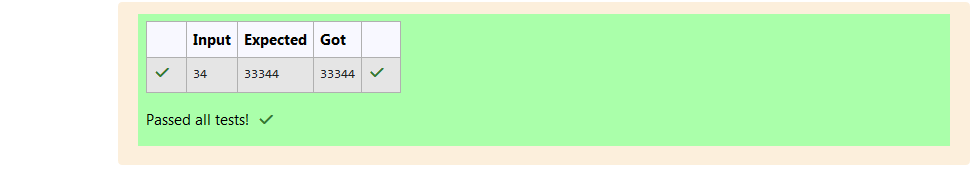 Input Expected Got
34 33344 33344
Passed all tests!